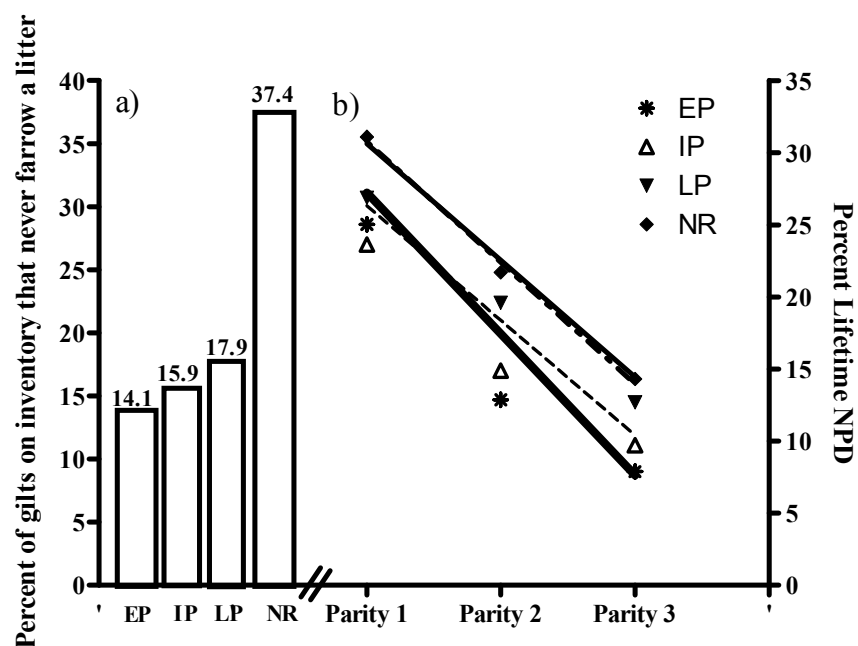 Percent of gilts on inventory that never farrow a litter
40
35
30
25
20
15
10
5
0
a)
14.1
15.9
17.9
37.4
EP IP LP NR
b)
EP
IP
LP
NR
Parity 1 Parity 2 Parity 3
35
30
25
20
15
10
5
0
Percent Lifetime NPD